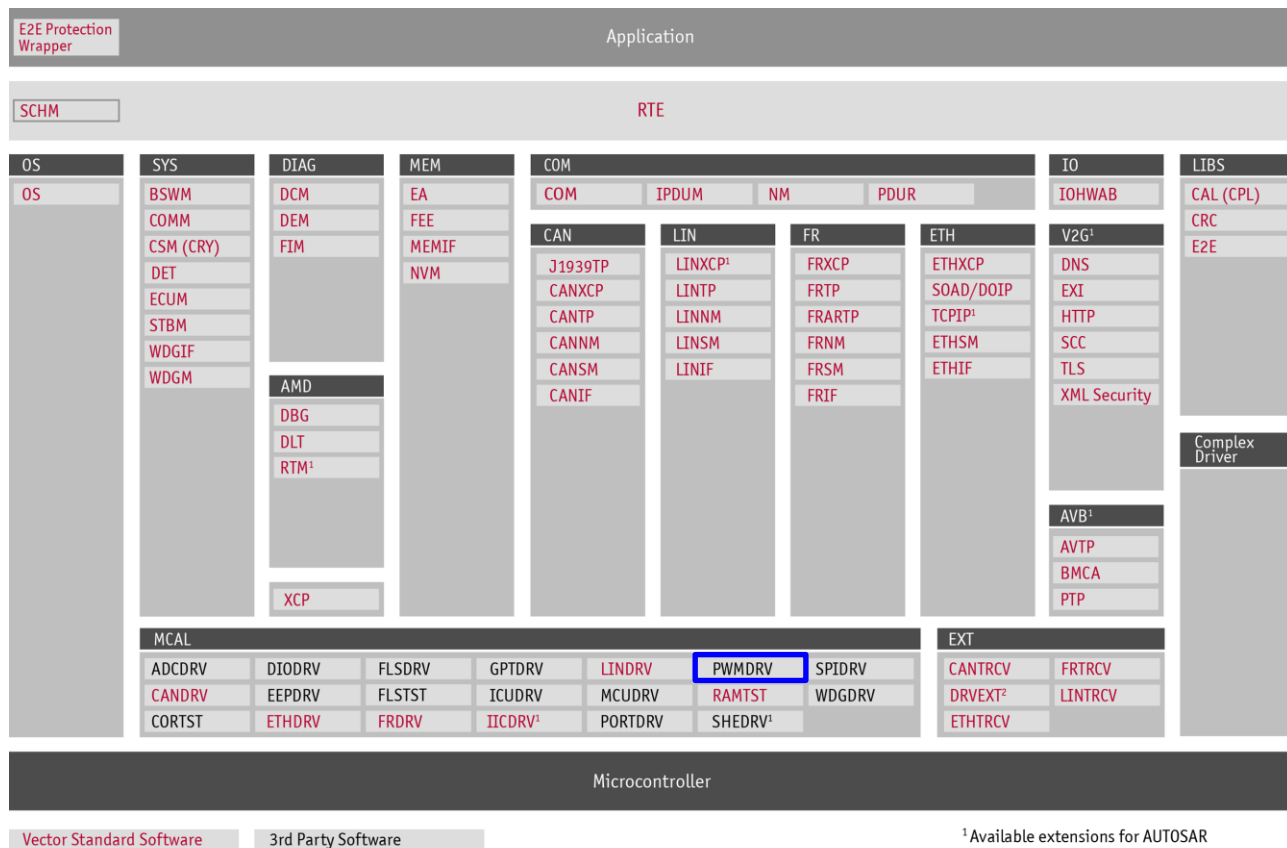 E2E Protection
Wrapper
Application
SCHM
RTE
OS
OS
SYS
BSWM
COMM
CSM (CRY)
DET
ECUM
STBM
WDGIF
WDGM
DIAG
DCM
DEM
FIM
AMD
DBG
DLT
RTM¹
XCP
MEM
EA
FEE
MEMIF
NVM
COM
COM IPDUM NM PDUR
CAN
J1939TP
CANXCP
CANTP
CANNM
CANSM
CANIF
LIN
LINXCP¹
LINTP
LINNM
LINSM
LINIF
FR
FRXCP
FRTP
FRARTP
FRNM
FRSM
FRIF
ETH
ETHXCP
SOAD/DOIP
TCPIP¹
ETHSM
ETHIF
IO
IOHWAB
V2G¹
DNS
EXI
HTTP
SCC
TLS
XML Security
AVB¹
AVTP
BMCA
PTP
LIBS
CAL (CPL)
CRC
E2E
Complex
Driver
MCAL
ADCDRV DIODRV FLSDRV GPTDRV LINDRV PWMDRV SPIDRV
CANDRV EEPDRV FLSTST ICUDRV MCUDRV RAMTST WDGDRV
CORTST ETHDRV FRDRV IICDRV¹ PORTDRV SHEDRV¹
EXT
CANTRCV FRTRCV
DRVEXT² LINTRCV
ETHTRCV
Microcontroller
Vector Standard Software 3rd Party Software ¹ Available extensions for AUTOSAR